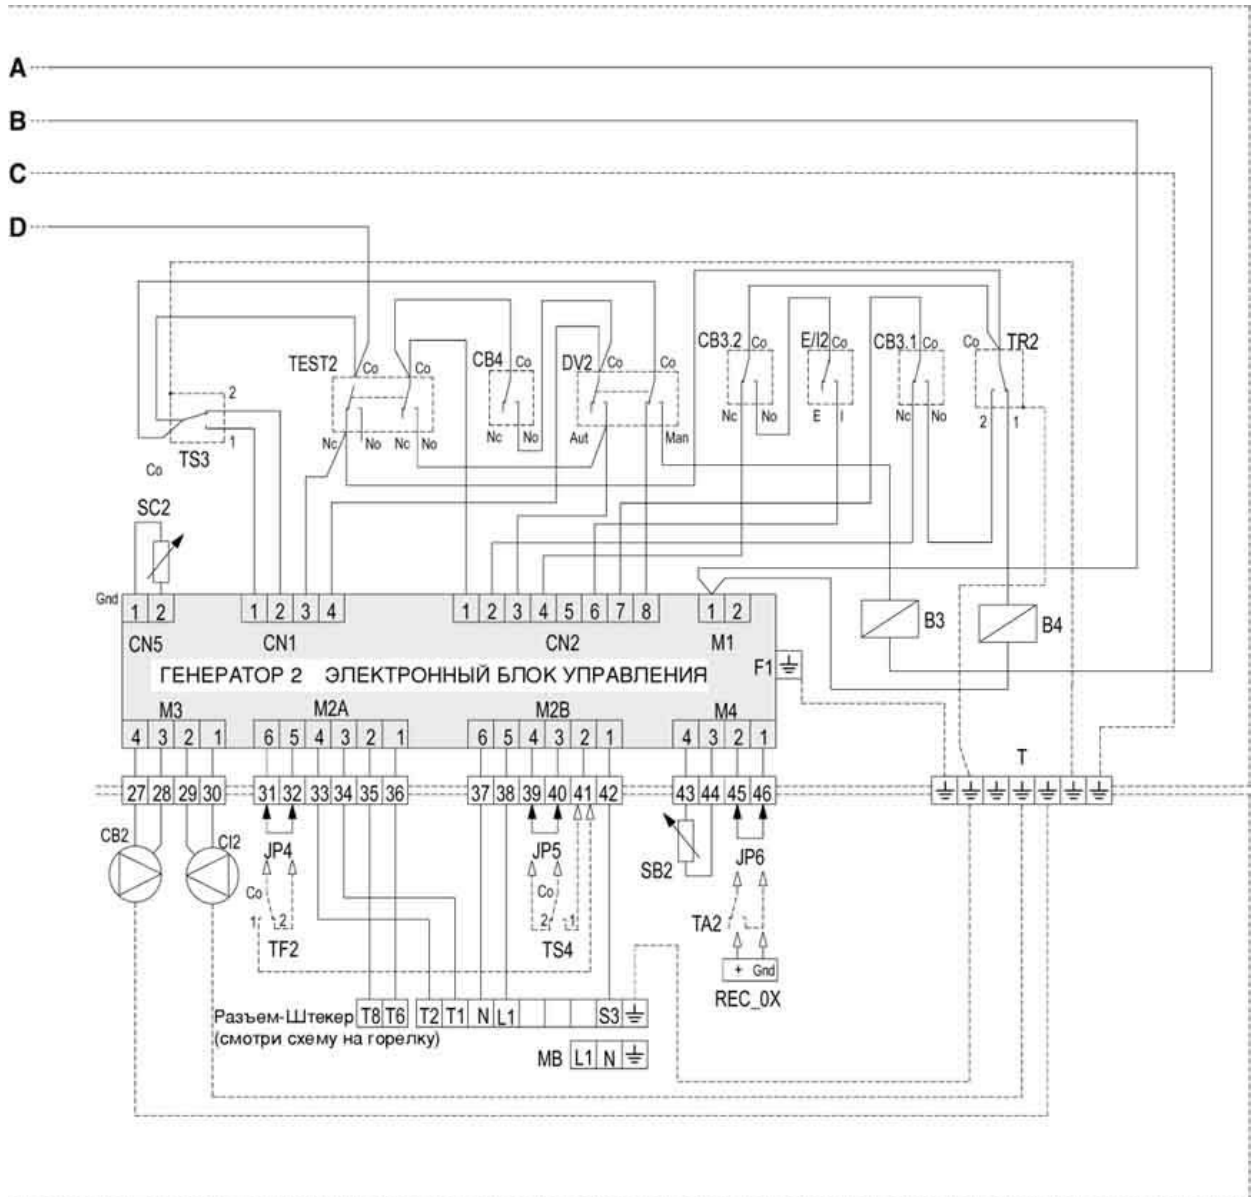 A
B
C
D
TEST2 Co Co CB4 Co DV2 Co Co CB3.2 Co E/I2 Co CB3.1 Co Co TR2
2
1
TS3
Co
Nc No Nc No Nc No Aut Man Nc No E I Nc No 2 1
SC2
Gnd 1 2 1 2 3 4 1 2 3 4 5 6 7 8 1 2 B3 B4
CN5 CN1 CN2 M1
ГЕНЕРАТОР 2 ЭЛЕКТРОННЫЙ БЛОК УПРАВЛЕНИЯ F1
M3 M2A M2B M4
4 3 2 1 6 5 4 3 2 1 6 5 4 3 2 1 4 3 2 1
T
27 28 29 30 31 32 33 34 35 36 37 38 39 40 41 42 43 44 45 46
CB2 CI2 JP4 JP5 SB2 JP6
Co Co
1 2 2 1 TA2
TF2 TS4
+ Gnd
REC_0X
Разъем-Штекер T8 T6 T2 T1 N L1 S3
(смотри схему на горелку)
MB L1 N